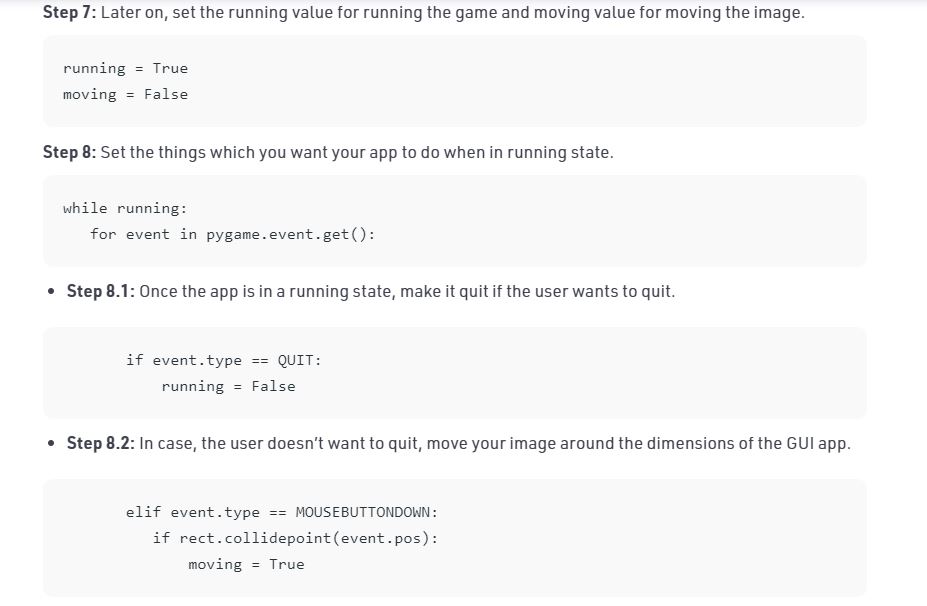 Step 7: Later on, set the running value for running the game and moving value for moving the image.
running = True
moving = False
Step 8: Set the things which you want your app to do when in running state.
while running:
   for event in pygame.event.get():
• Step 8.1: Once the app is in a running state, make it quit if the user wants to quit.
       if event.type == QUIT:
           running = False
• Step 8.2: In case, the user doesn’t want to quit, move your image around the dimensions of the GUI app.
       elif event.type == MOUSEBUTTONDOWN:
          if rect.collidepoint(event.pos):
              moving = True